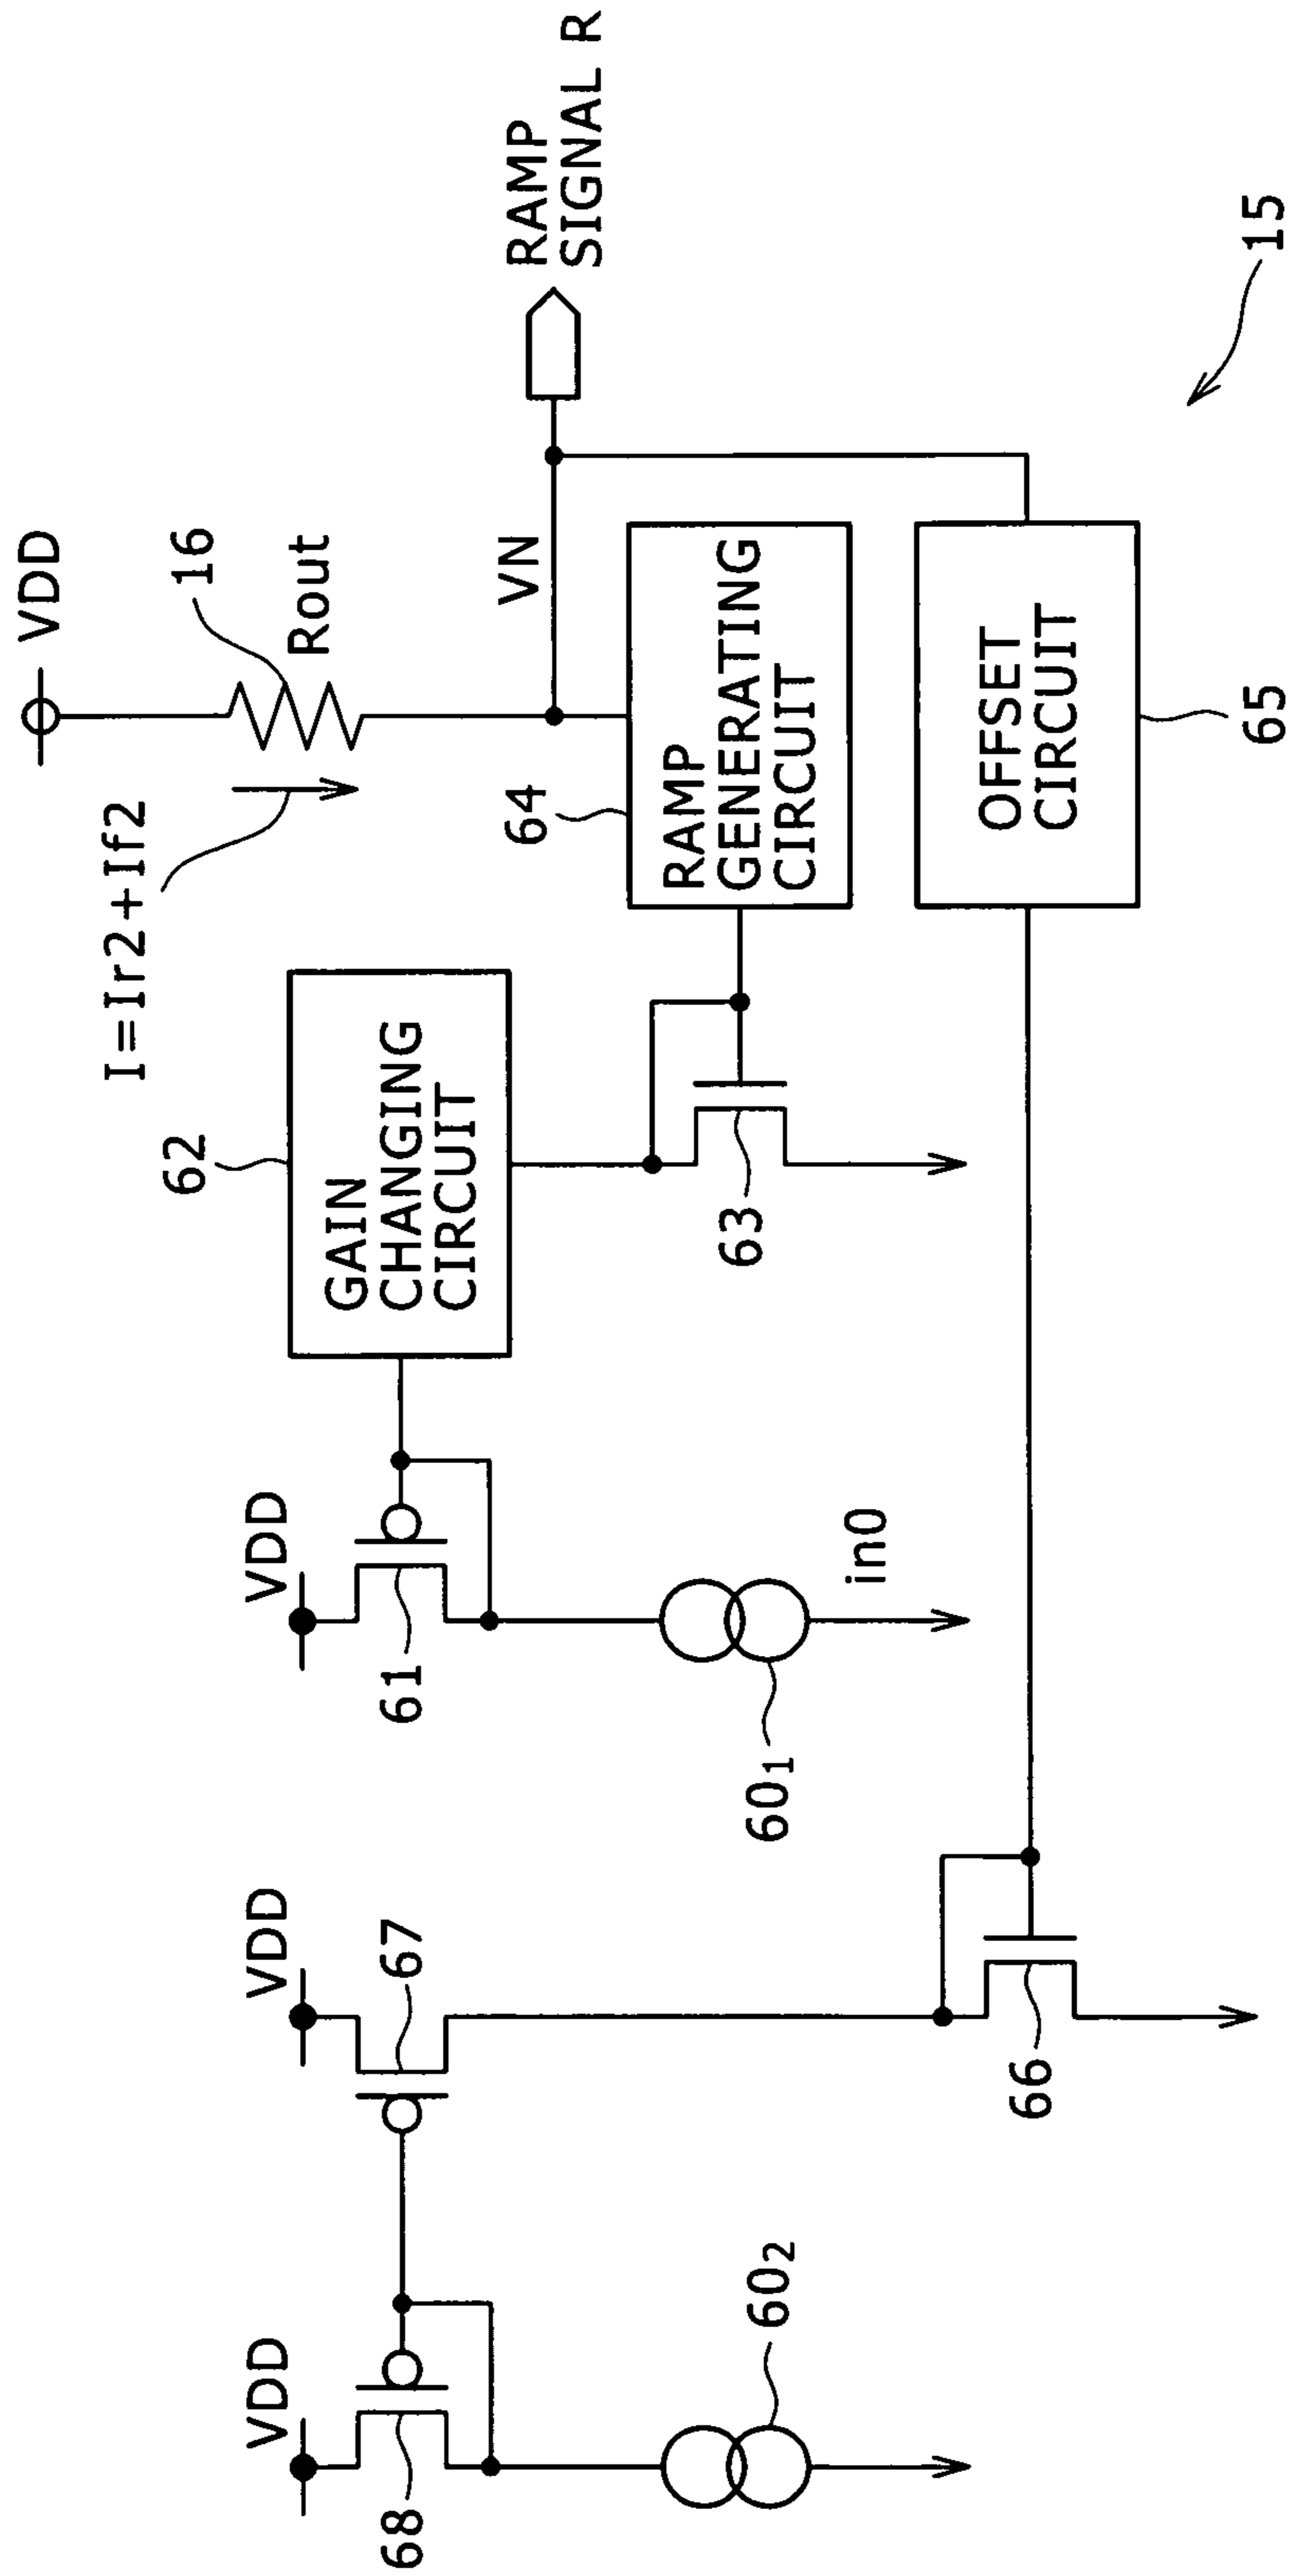 VDD
16
Rout
I=Ir2+If2
VDD
VDD
VDD
68
67
61
62
GAIN
CHANGING
CIRCUIT
64
VN
RAMP
SIGNAL R
RAMP
GENERATING
CIRCUIT
63
60₂
60₁
in0
66
OFFSET
CIRCUIT
65
15